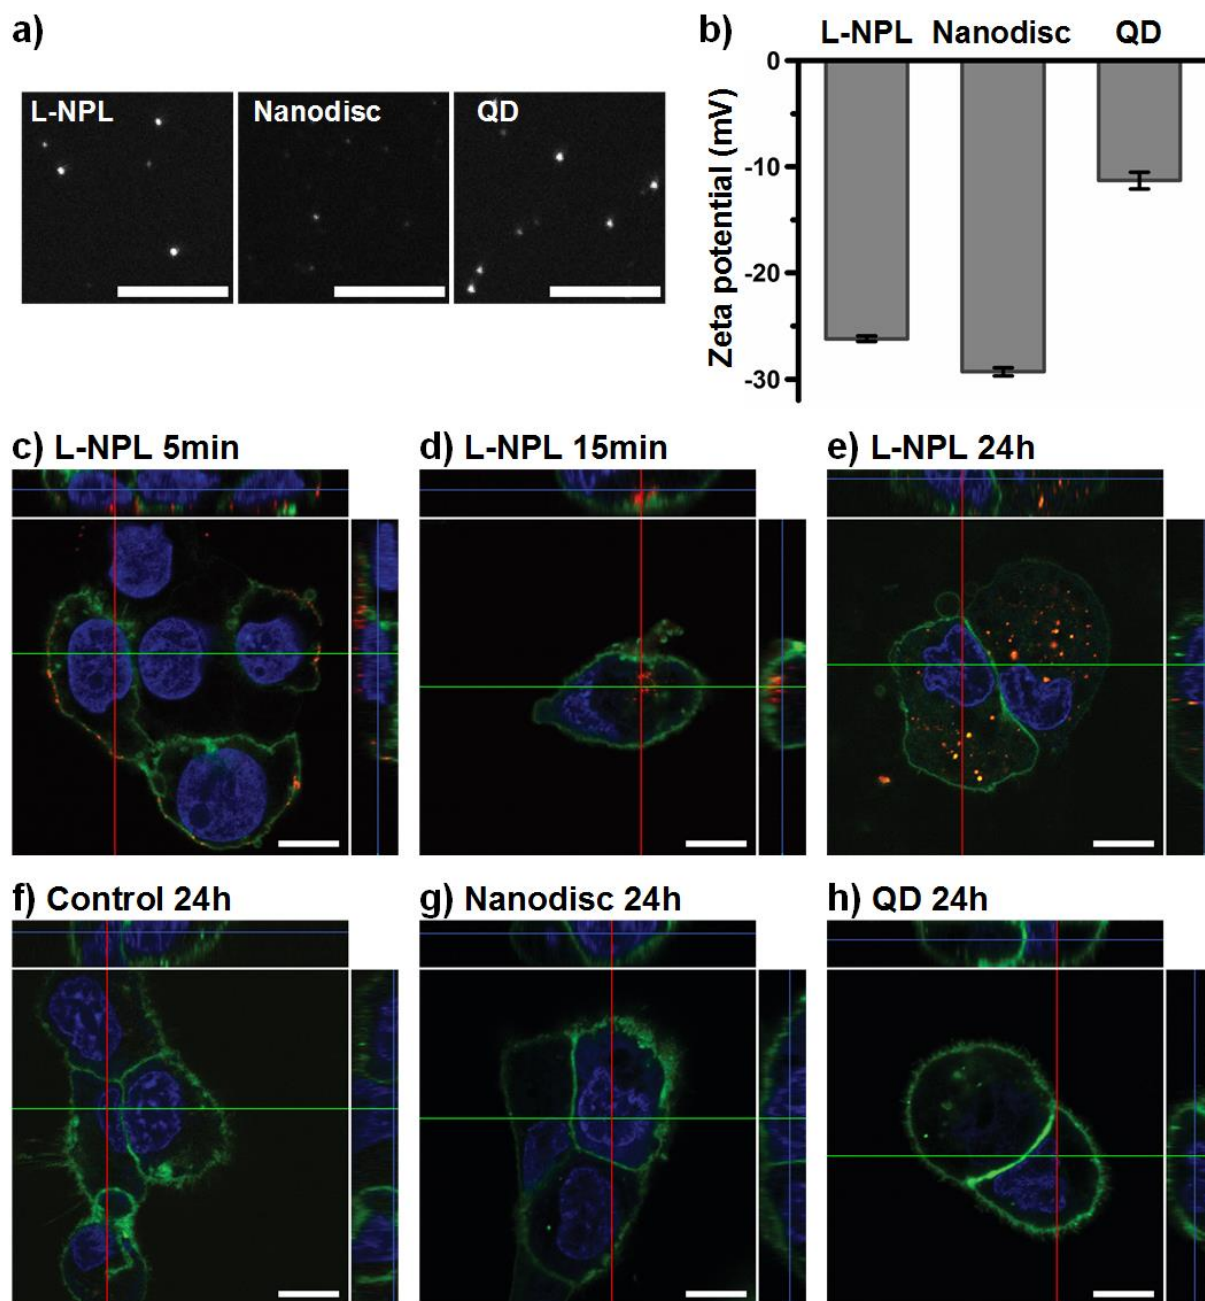 a)
L-NPL
Nanodisc
QD
b)
L-NPL Nanodisc QD
Zeta potential (mV)
0
-10
-20
-30
c) L-NPL 5min
d) L-NPL 15min
e) L-NPL 24h
f) Control 24h
g) Nanodisc 24h
h) QD 24h